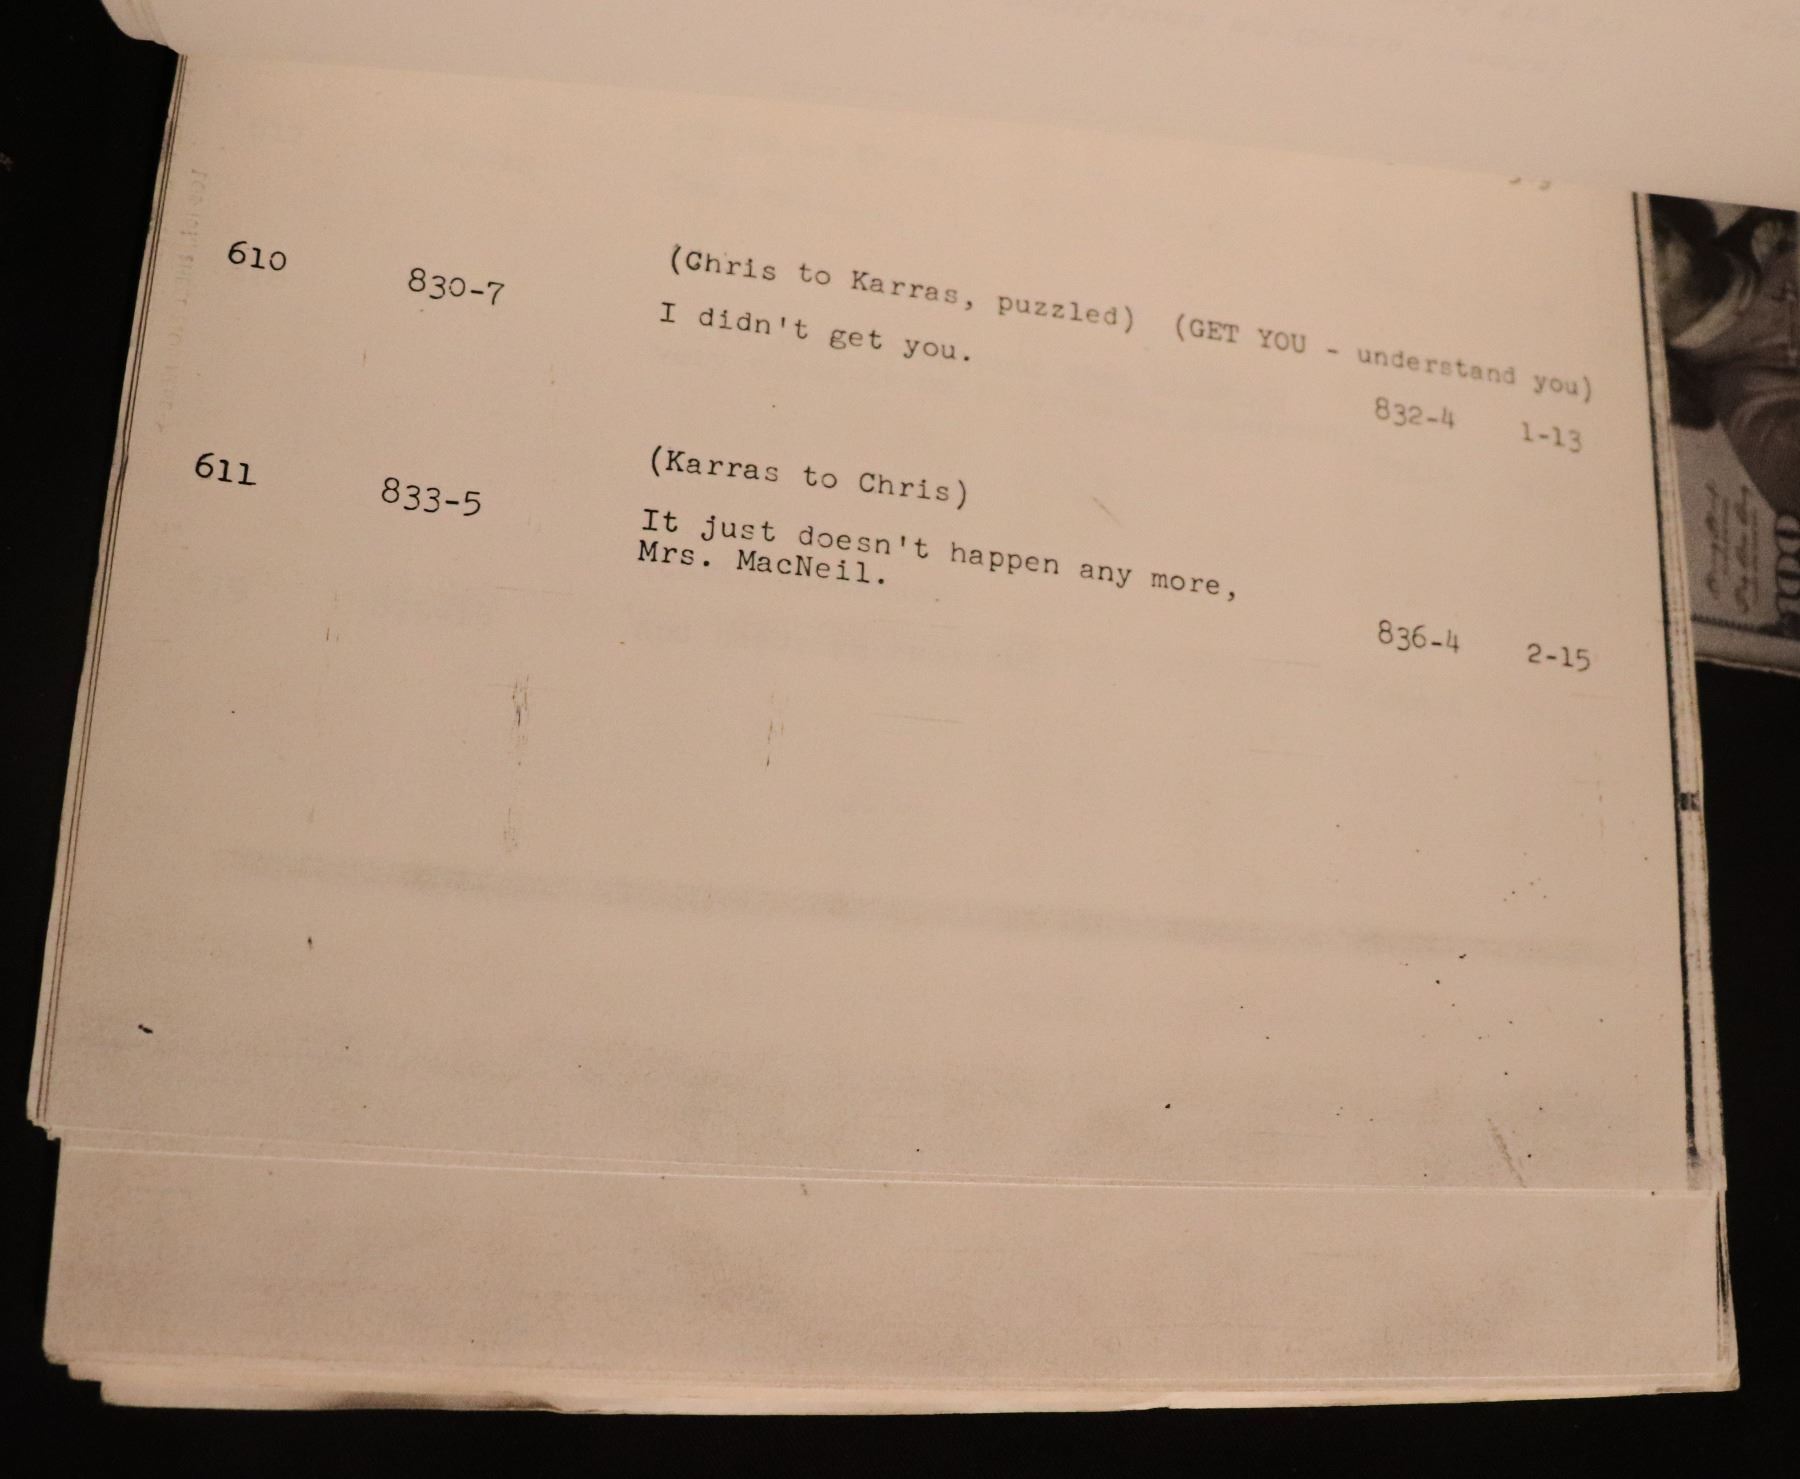 610 830-7 (Chris to Karras, puzzled) (GET YOU - understand you)
I didn't get you.
832-4 1-13
611 833-5 (Karras to Chris)
It just doesn't happen any more,
Mrs. MacNeil.
836-4 2-15
100